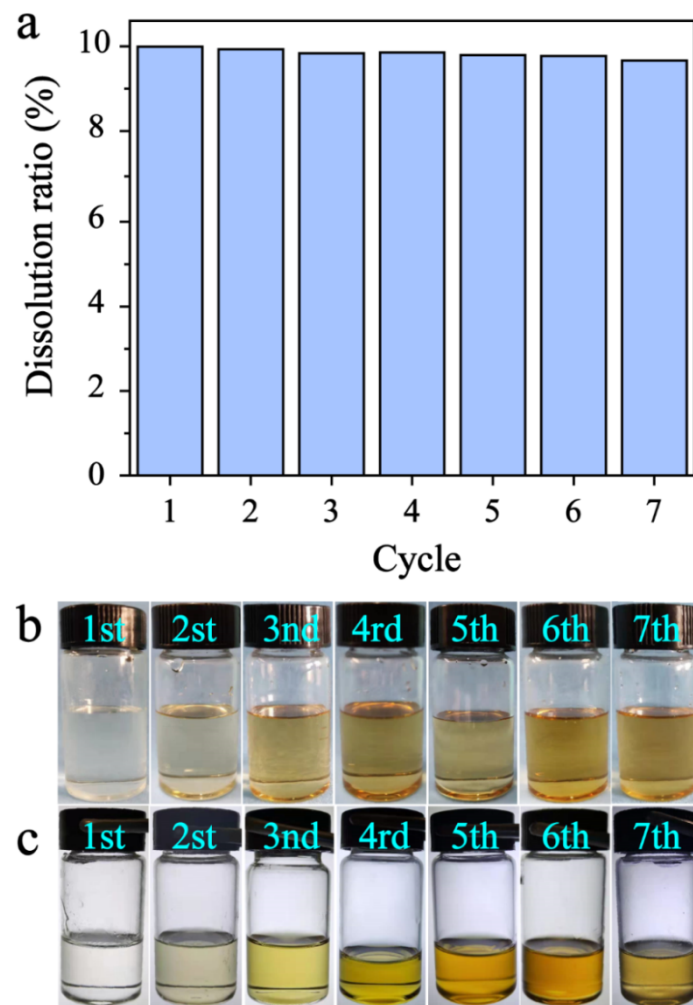 a
Dissolution ratio (%)
10
8
6
4
2
0
1 2 3 4 5 6 7
Cycle
b
1st 2st 3nd 4rd 5th 6th 7th
c
1st 2st 3nd 4rd 5th 6th 7th